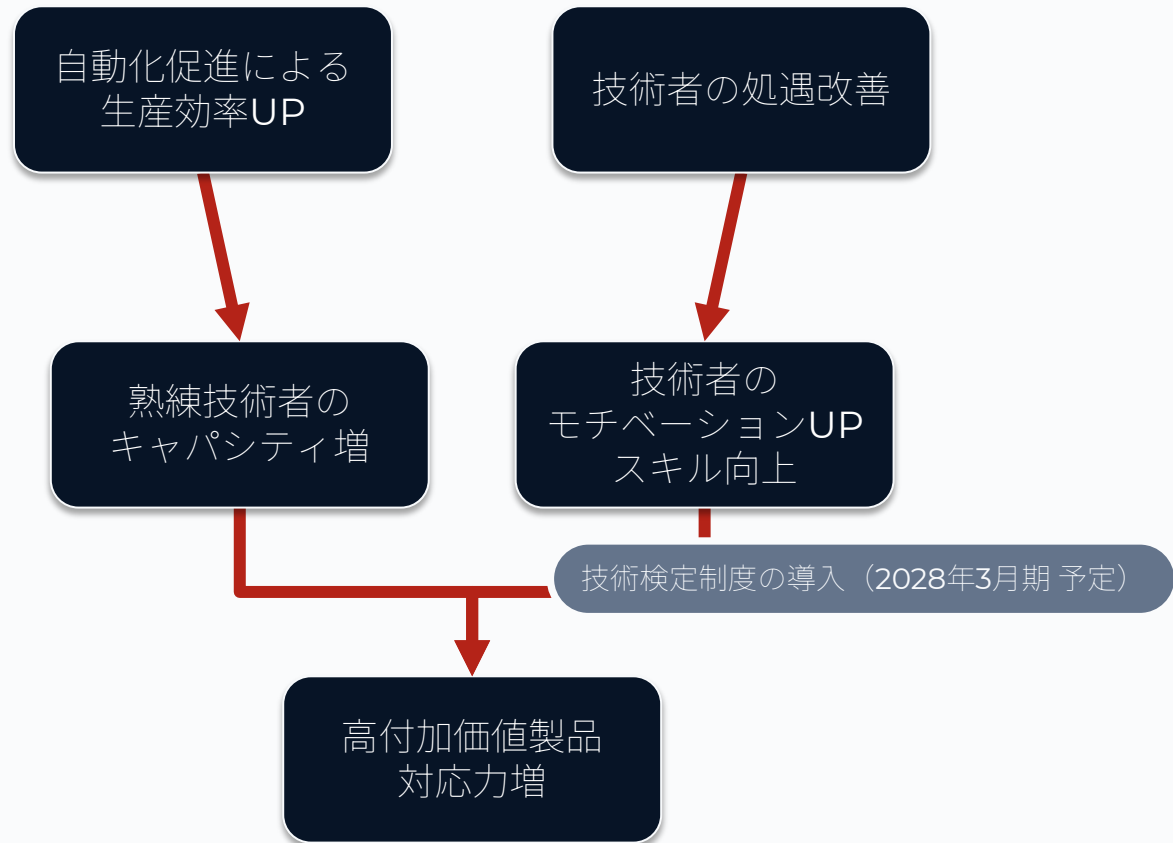 自動化促進による
生産効率UP
技術者の処遇改善
熟練技術者の
キャパシティ増
技術者の
モチベーションUP
スキル向上
技術検定制度の導入（2028年3月期 予定）
高付加価値製品
対応力増